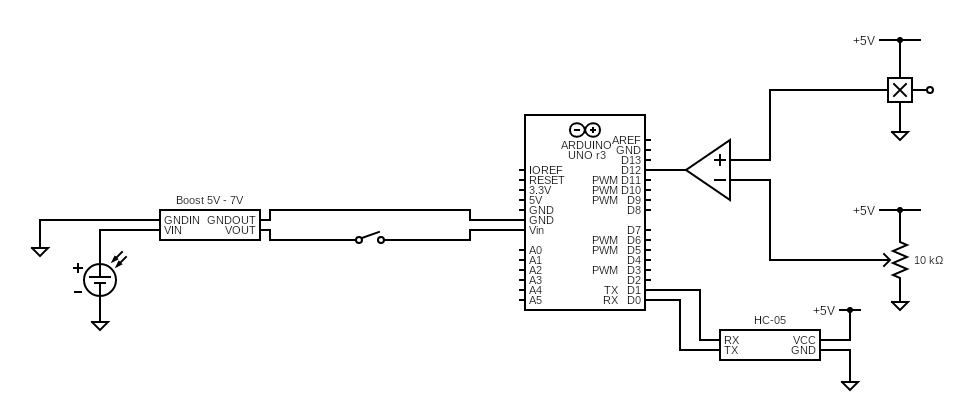 +5V
ARDUINO
UNO r3
AREF
GND
D13
IOREF
D12
RESET
PWM D11
3.3V
PWM D10
5V
PWM D9
GND
D8
GND
Vin
D7
PWM D6
A0
PWM D5
A1
D4
A2
PWM D3
A3
D2
A4
TX D1
A5
RX D0
Boost 5V - 7V
GNDIN GNDOUT
VIN VOUT
+5V
10 kΩ
+5V
HC-05
RX VCC
TX GND